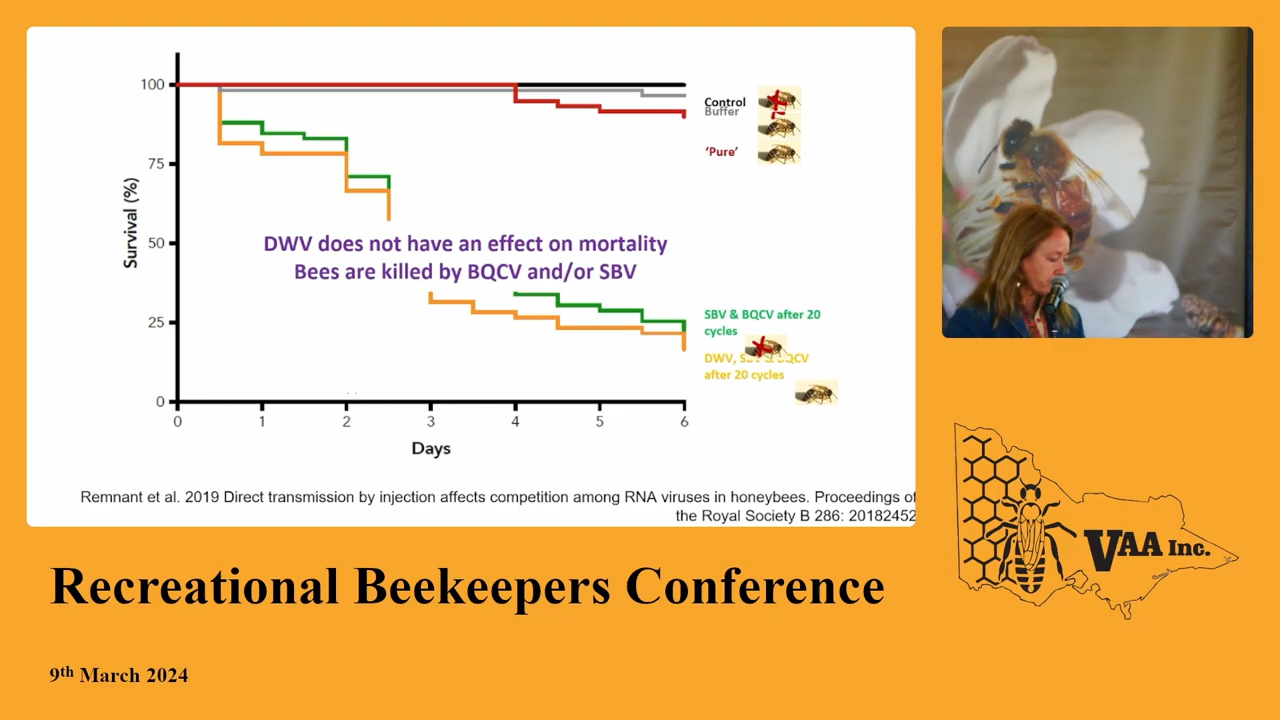 100
75
50
25
0
Survival (%)
0 1 2 3 4 5 6
Days
Control
Buffer
‘Pure’
DWV does not have an effect on mortality
Bees are killed by BQCV and/or SBV
SBV & BQCV after 20
cycles
DWV, SBV & BQCV
after 20 cycles
Remnant et al. 2019 Direct transmission by injection affects competition among RNA viruses in honeybees. Proceedings of
the Royal Society B 286: 20182452
VAA Inc.
Recreational Beekeepers Conference
9th March 2024